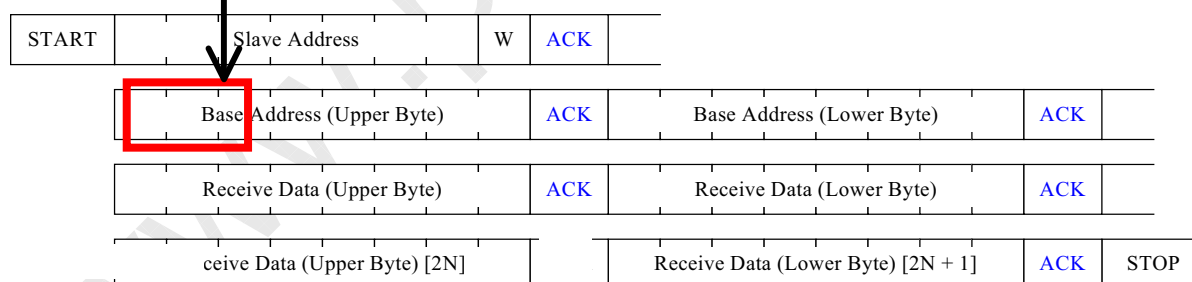 START Slave Address W ACK
Base Address (Upper Byte) ACK Base Address (Lower Byte) ACK
Receive Data (Upper Byte) ACK Receive Data (Lower Byte) ACK
ceive Data (Upper Byte) [2N] Receive Data (Lower Byte) [2N + 1] ACK STOP